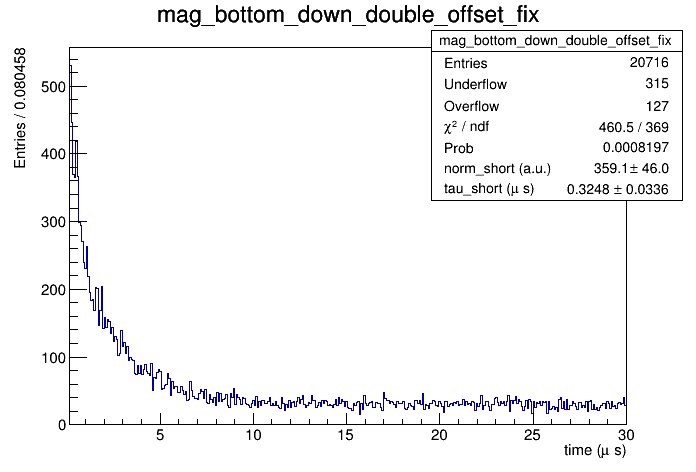 mag_bottom_down_double_offset_fix
mag_bottom_down_double_offset_fix
Entries 20716
Underflow 315
Overflow 127
χ² / ndf 460.5 / 369
Prob 0.0008197
norm_short (a.u.) 359.1 ± 46.0
tau_short (μ s) 0.3248 ± 0.0336
Entries / 0.080458
500
400
300
200
100
0
5 10 15 20 25 30
time (μ s)